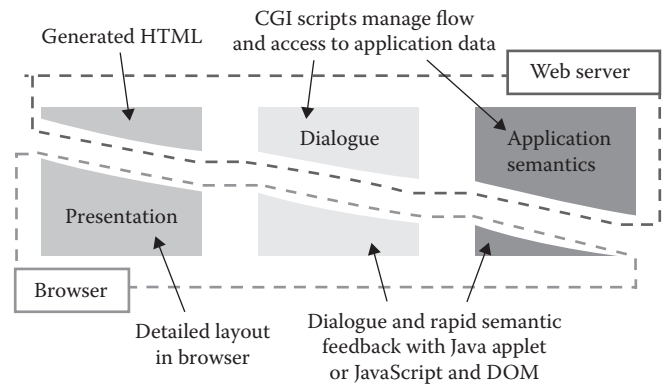 Generated HTML
CGI scripts manage flow
and access to application data
Web server
Dialogue
Application
semantics
Presentation
Browser
Detailed layout
in browser
Dialogue and rapid semantic
feedback with Java applet
or JavaScript and DOM